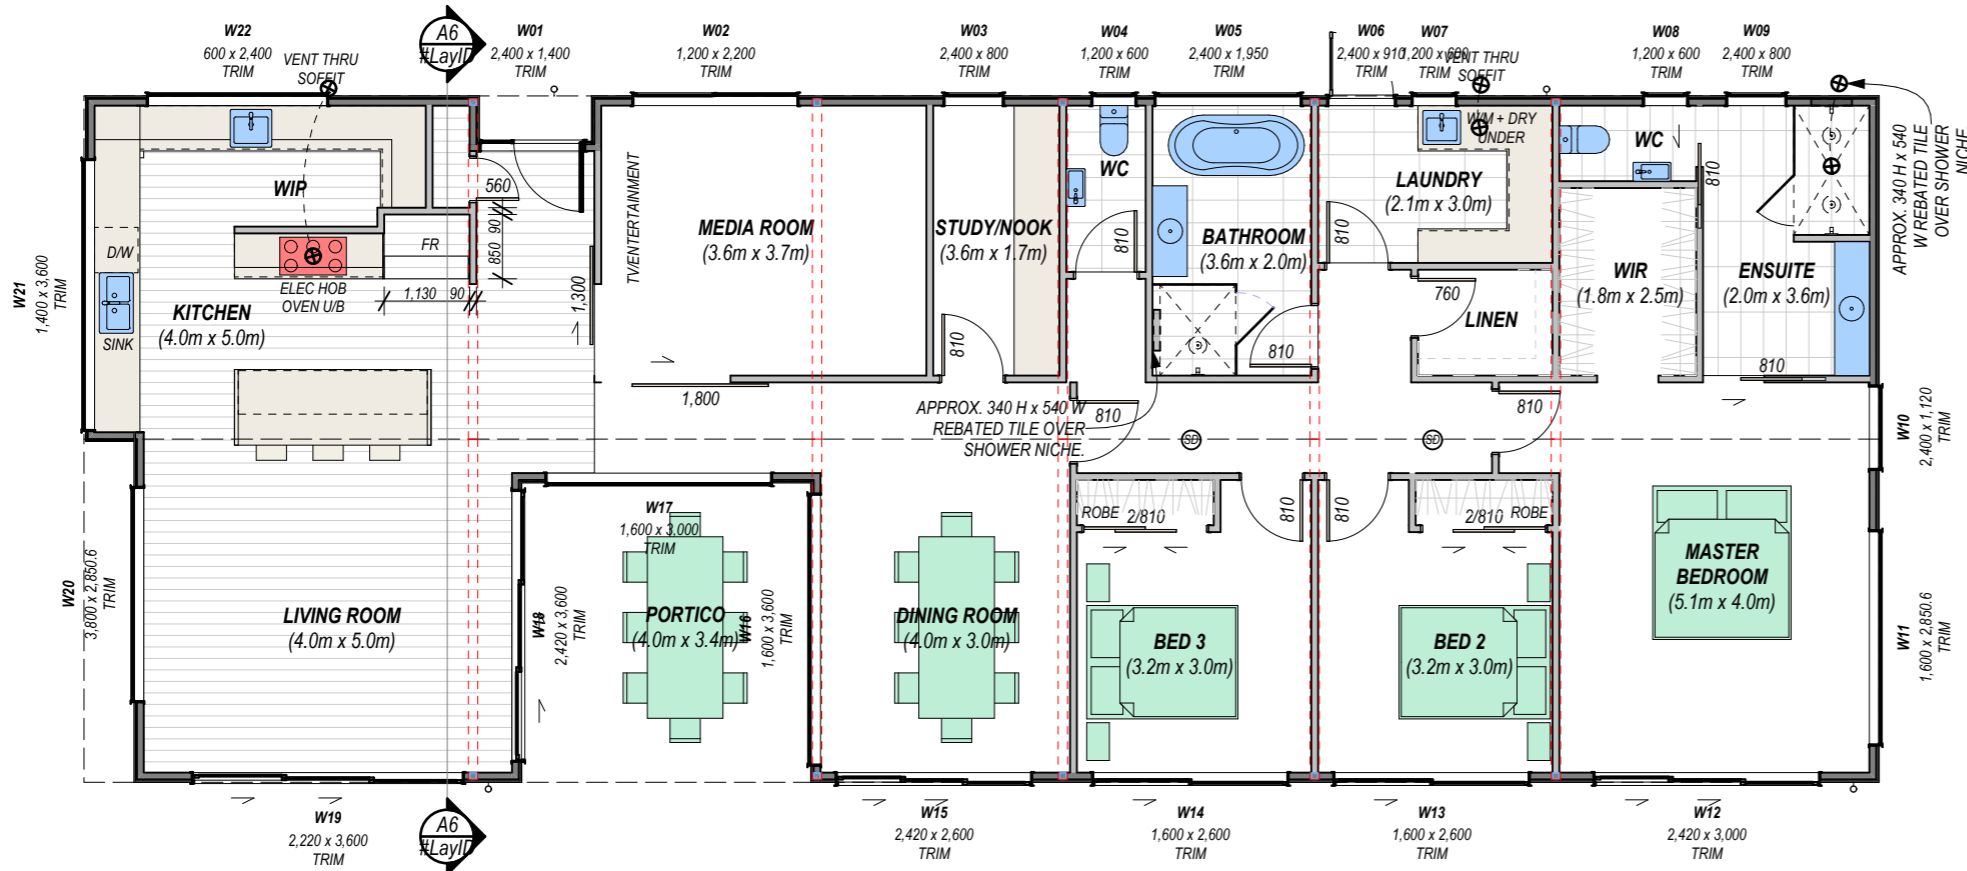 W22
600 x 2,400
TRIM
VENT THRU
SOFFIT
A6
#LayID
W01
2,400 x 1,400
TRIM
W02
1,200 x 2,200
TRIM
W03
2,400 x 800
TRIM
W04
1,200 x 600
TRIM
W05
2,400 x 1,950
TRIM
W06
2,400 x 910
TRIM
W07
1,200 x 600
TRIM
VENT THRU
SOFFIT
W08
1,200 x 600
TRIM
W09
2,400 x 800
TRIM
APPROX. 340 H x 540
W REBATED TILE
OVER SHOWER
NICHE
WIP
560
90
850
FR
D/W
SINK
ELEC HOB
OVEN U/B
1,130
90
1,300
KITCHEN
(4.0m x 5.0m)
W21
1,400 x 3,600
TRIM
TV/ENTERTAINMENT
MEDIA ROOM
(3.6m x 3.7m)
1,800
STUDY/NOOK
(3.6m x 1.7m)
810
WC
810
BATHROOM
(3.6m x 2.0m)
810
W/M + DRY
UNDER
LAUNDRY
(2.1m x 3.0m)
810
760
LINEN
WC
810
WIR
(1.8m x 2.5m)
ENSUITE
(2.0m x 3.6m)
810
APPROX. 340 H x 540 W
REBATED TILE OVER
SHOWER NICHE.
810
810
SD
SD
W10
2,400 x 1,120
TRIM
W17
1,600 x 3,000
TRIM
ROBE
2/810
810
810
2/810
ROBE
W20
3,800 x 2,850.6
TRIM
LIVING ROOM
(4.0m x 5.0m)
W18
2,420 x 3,600
TRIM
PORTICO
(4.0m x 3.4m)
W16
1,600 x 3,600
TRIM
DINING ROOM
(4.0m x 3.0m)
BED 3
(3.2m x 3.0m)
BED 2
(3.2m x 3.0m)
MASTER
BEDROOM
(5.1m x 4.0m)
W11
1,600 x 2,850.6
TRIM
W19
2,220 x 3,600
TRIM
A6
#LayID
W15
2,420 x 2,600
TRIM
W14
1,600 x 2,600
TRIM
W13
1,600 x 2,600
TRIM
W12
2,420 x 3,000
TRIM